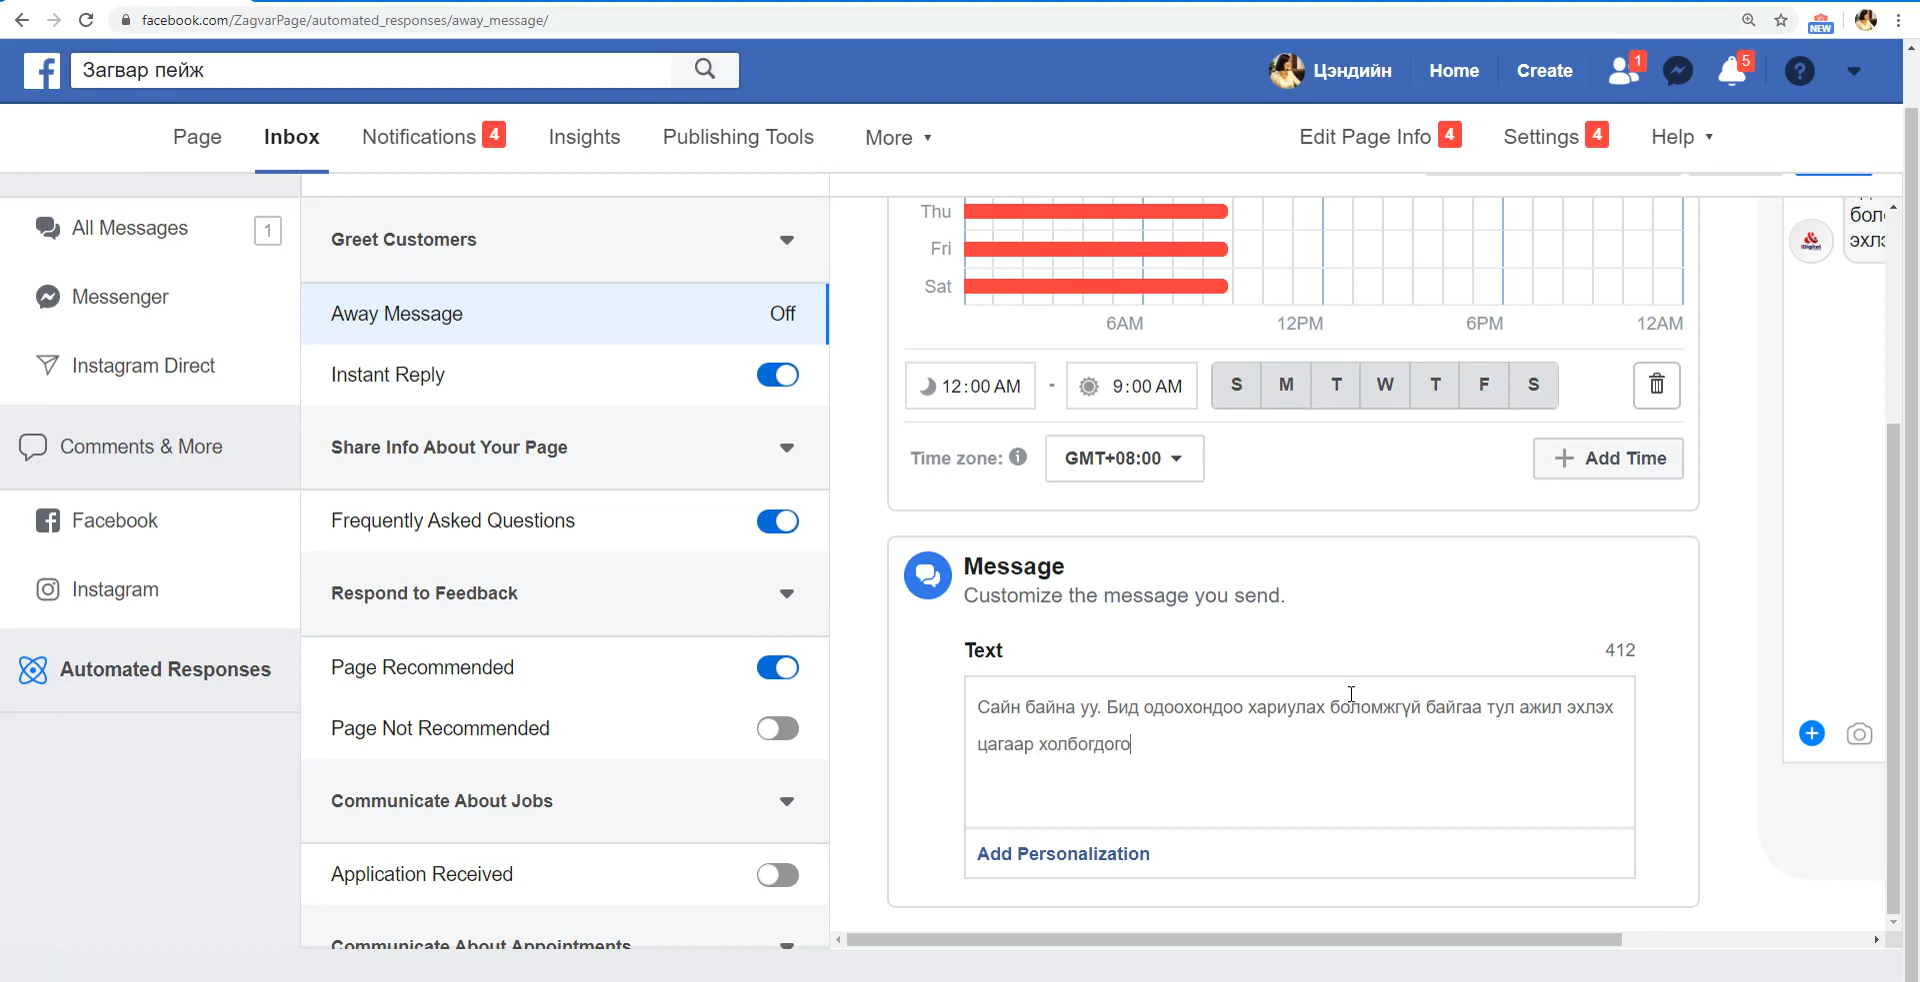 facebook.com/ZagvarPage/automated_responses/away_message/
NEW
Загвар пейж
Цэндийн
Home
Create
1
5
Page
Inbox
Notifications 4
Insights
Publishing Tools
More
Edit Page Info 4
Settings 4
Help
All Messages 1
Messenger
Instagram Direct
Comments & More
Facebook
Instagram
Automated Responses
Greet Customers
Away Message Off
Instant Reply
Share Info About Your Page
Frequently Asked Questions
Respond to Feedback
Page Recommended
Page Not Recommended
Communicate About Jobs
Application Received
Communicate About Appointments
Thu
Fri
Sat
6AM 12PM 6PM 12AM
12:00 AM - 9:00 AM S M T W T F S
Time zone: GMT+08:00
+ Add Time
Message
Customize the message you send.
Text 412
Сайн байна уу. Бид одоохондоо хариулах боломжгүй байгаа тул ажил эхлэх
цагаар холбогдого
Add Personalization